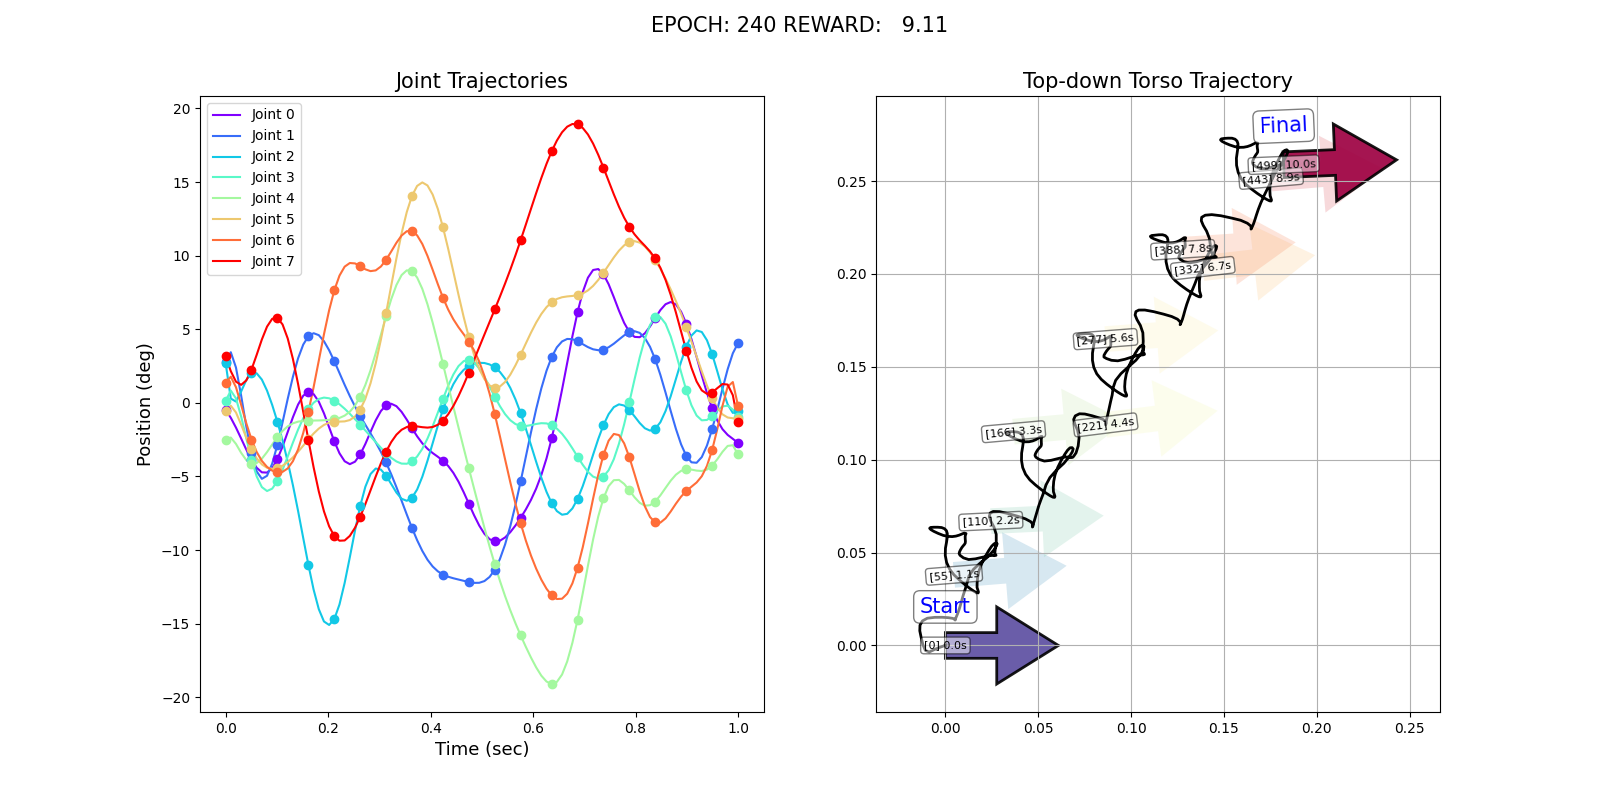 EPOCH: 240 REWARD:   9.11
Joint Trajectories
20
15
10
5
0
−5
−10
−15
−20
Position (deg)
Joint 0
Joint 1
Joint 2
Joint 3
Joint 4
Joint 5
Joint 6
Joint 7
0.0 0.2 0.4 0.6 0.8 1.0
Time (sec)
Top-down Torso Trajectory
0.25
0.20
0.15
0.10
0.05
0.00
Final
[499] 10.0s
[443] 8.9s
[388] 7.8s
[332] 6.7s
[277] 5.6s
[221] 4.4s
[166] 3.3s
[110] 2.2s
[55] 1.1s
Start
[0] 0.0s
0.00 0.05 0.10 0.15 0.20 0.25